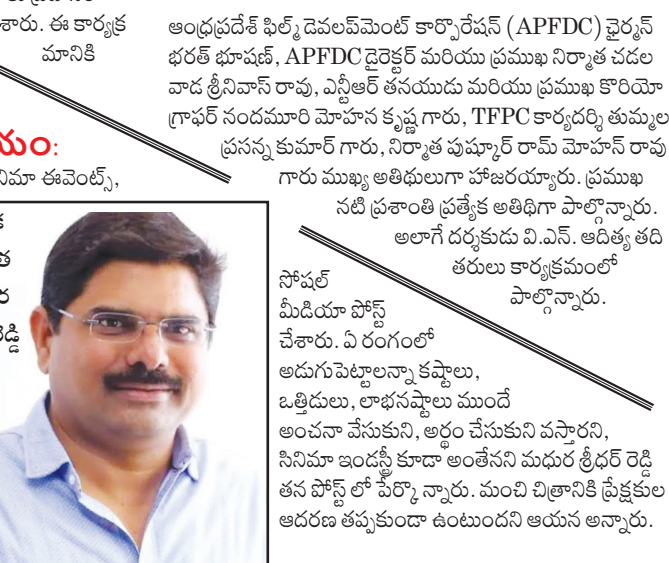 శారు. ఈ కార్యక్ర
మానికి
ఆంధ్రప్రదేశ్ ఫిల్మ్ డెవలప్‌మెంట్ కార్పొరేషన్ (APFDC) ఛైర్మన్
భరత్ భూషణ్, APFDC డైరెక్టర్ మరియు ప్రముఖ నిర్మాత చడల
వాడ శ్రీనివాస్ రావు, ఎన్టీఆర్ తనయుడు మరియు ప్రముఖ కొరియో
గ్రాఫర్ నందమూరి మోహన కృష్ణ గారు, TFPC కార్యదర్శి తుమ్మల
ప్రసన్న కుమార్ గారు, నిర్మాత పుష్కూర్ రామ్ మోహన్ రావు
గారు ముఖ్య అతిథులుగా హాజరయ్యారు. ప్రముఖ
నటి ప్రశాంతి ప్రత్యేక అతిథిగా పాల్గొన్నారు.
అలాగే దర్శకుడు వి.ఎన్. ఆదిత్య తది
తరులు కార్యక్రమంలో
పాల్గొన్నారు.
యం:
నిమా ఈవెంట్స్,
క
త
ర
రెడ్డి
సోషల్
మీడియా పోస్ట్
చేశారు. ఏ రంగంలో
అడుగుపెట్టాలన్నా కష్టాలు,
ఒత్తిడులు, లాభనష్టాలు ముందే
అంచనా వేసుకుని, అర్థం చేసుకుని వస్తారని,
సినిమా ఇండస్ట్రీ కూడా అంతేనని మధుర శ్రీధర్ రెడ్డి
తన పోస్ట్ లో పేర్కొ న్నారు. మంచి చిత్రానికి ప్రేక్షకుల
ఆదరణ తప్పకుండా ఉంటుందని ఆయన అన్నారు.